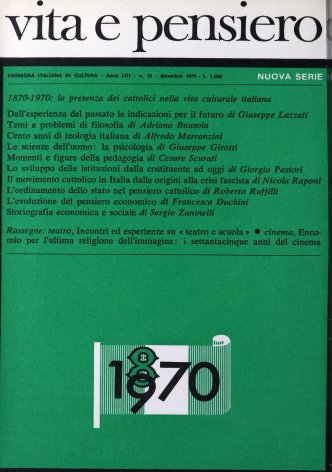 vita e pensiero
RASSEGNA ITALIANA DI CULTURA - Anno LIII - n. 12 - dicembre 1970 - L. 1.000
NUOVA SERIE
1870-1970: la presenza dei cattolici nella vita culturale italiana
Dall'esperienza del passato le indicazioni per il futuro di Giuseppe Lazzati
Temi e problemi di filosofia di Adriano Bausola
Cento anni di teologia italiana di Alfredo Marranzini
Le scienze dell'uomo: la psicologia di Giuseppe Girotti
Momenti e figure della pedagogia di Cesare Scurati
Lo sviluppo delle istituzioni dalla costituente ad oggi di Giorgio Pastori
Il movimento cattolico in Italia dalle origini alla crisi fascista di Nicola Raponi
L'ordinamento dello stato nel pensiero cattolico di Roberto Ruffilli
L'evoluzione del pensiero economico di Francesca Duchini
Storiografia economica e sociale di Sergio Zaninelli
Rassegne: teatro, Incontri ed esperienze su « teatro e scuola » ● cinema, Enco-
mio per l'ultima religione dell'immagine: i settantacinque anni del cinema
8
1970